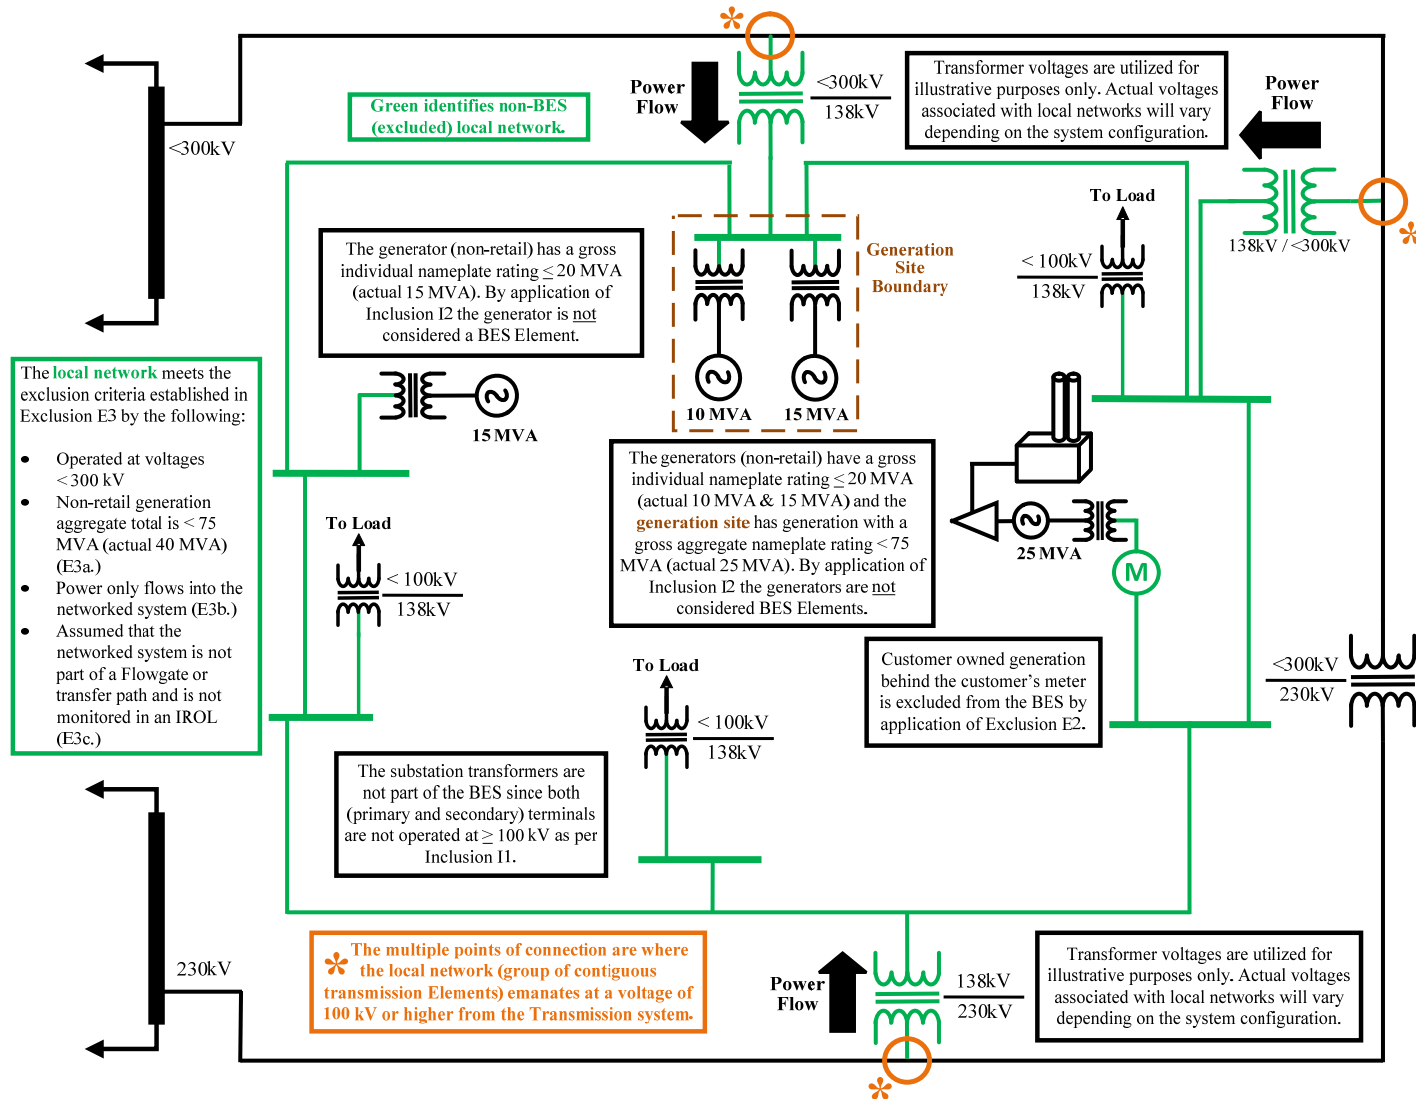 *
Power
Flow
<300kV
138kV
Transformer voltages are utilized for
illustrative purposes only. Actual voltages
associated with local networks will vary
depending on the system configuration.
Power
Flow
Green identifies non-BES
(excluded) local network.
<300kV
138kV / <300kV
*
To Load
< 100kV
138kV
The generator (non-retail) has a gross
individual nameplate rating ≤ 20 MVA
(actual 15 MVA). By application of
Inclusion I2 the generator is not
considered a BES Element.
Generation
Site
Boundary
10 MVA
15 MVA
15 MVA
The local network meets the
exclusion criteria established in
Exclusion E3 by the following:
• Operated at voltages
< 300 kV
• Non-retail generation
aggregate total is < 75
MVA (actual 40 MVA)
(E3a.)
• Power only flows into the
networked system (E3b.)
• Assumed that the
networked system is not
part of a Flowgate or
transfer path and is not
monitored in an IROL
(E3c.)
The generators (non-retail) have a gross
individual nameplate rating ≤ 20 MVA
(actual 10 MVA & 15 MVA) and the
generation site has generation with a
gross aggregate nameplate rating < 75
MVA (actual 25 MVA). By application of
Inclusion I2 the generators are not
considered BES Elements.
25 MVA
M
To Load
< 100kV
138kV
To Load
< 100kV
138kV
Customer owned generation
behind the customer's meter
is excluded from the BES by
application of Exclusion E2.
<300kV
230kV
The substation transformers are
not part of the BES since both
(primary and secondary) terminals
are not operated at ≥ 100 kV as per
Inclusion I1.
230kV
* The multiple points of connection are where
the local network (group of contiguous
transmission Elements) emanates at a voltage of
100 kV or higher from the Transmission system.
Power
Flow
138kV
230kV
*
Transformer voltages are utilized for
illustrative purposes only. Actual voltages
associated with local networks will vary
depending on the system configuration.